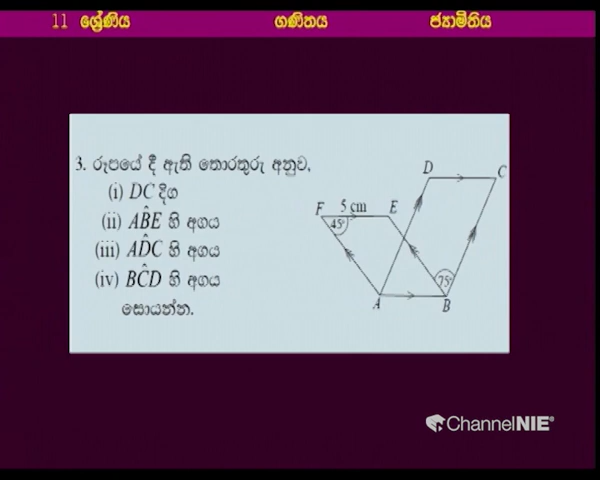 11 ශ්‍රේණිය ගණිතය ජ්‍යාමිතිය
3. රූපයේ දී ඇති තොරතුරු අනුව,
(i) DC දිග
(ii) AB̂E හි අගය
(iii) AD̂C හි අගය
(iv) BĈD හි අගය
සොයන්න.
D C
F 5 cm E
45°
75°
A B
ChannelNIE®